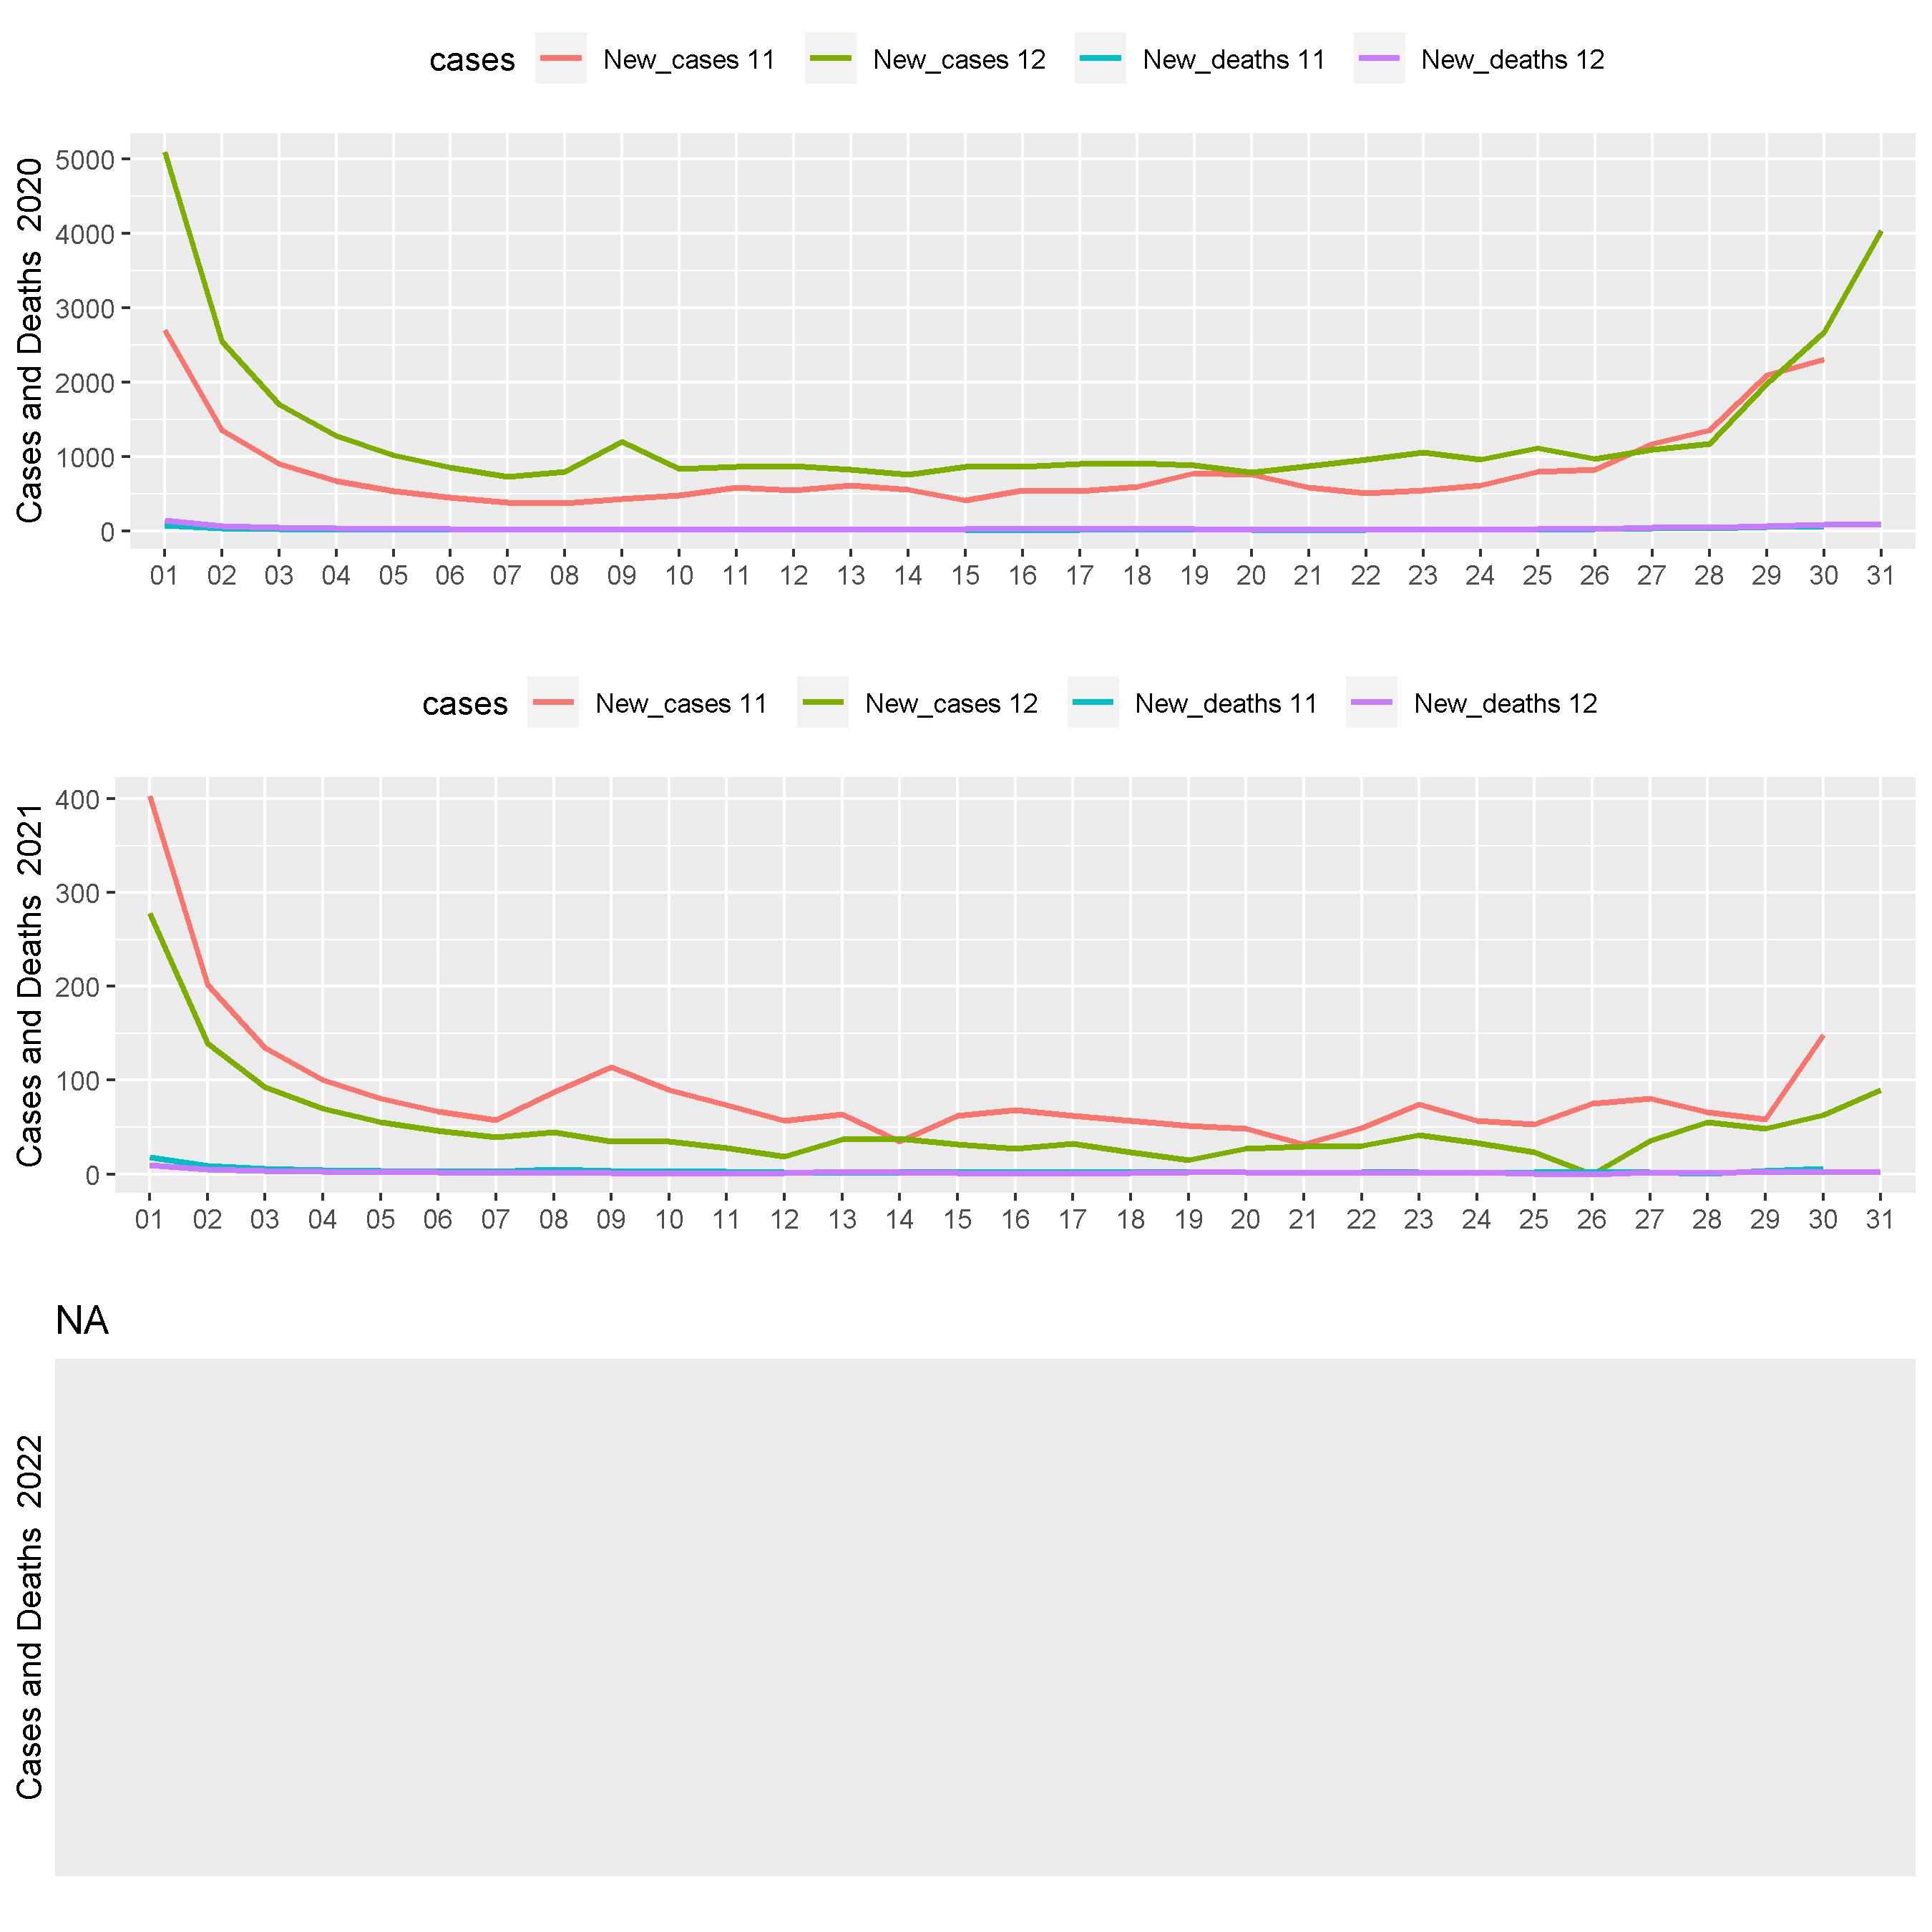 cases New_cases 11 New_cases 12 New_deaths 11 New_deaths 12
Cases and Deaths  2020
5000
4000
3000
2000
1000
0
01 02 03 04 05 06 07 08 09 10 11 12 13 14 15 16 17 18 19 20 21 22 23 24 25 26 27 28 29 30 31
cases New_cases 11 New_cases 12 New_deaths 11 New_deaths 12
Cases and Deaths  2021
400
300
200
100
0
01 02 03 04 05 06 07 08 09 10 11 12 13 14 15 16 17 18 19 20 21 22 23 24 25 26 27 28 29 30 31
NA
Cases and Deaths  2022